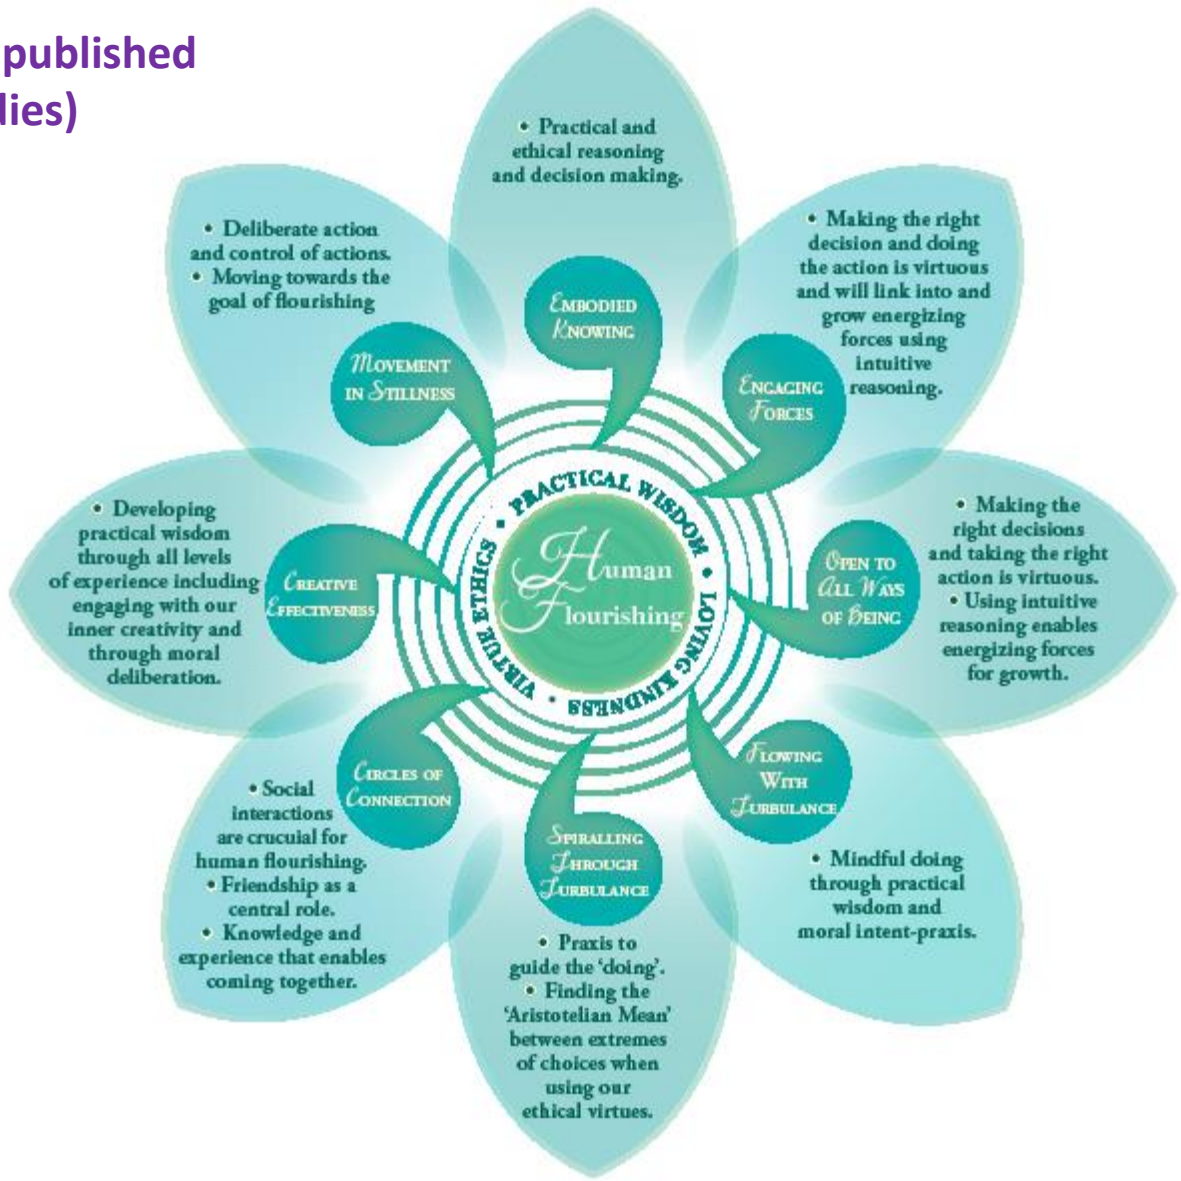 published
dies)
• Practical and
ethical reasoning
and decision making.
EMBODIED
KNOWING
• Making the right
decision and doing
the action is virtuous
and will link into and
grow energizing
forces using
intuitive
reasoning.
ENGAGING
FORCES
• Making the
right decisions
and taking the right
action is virtuous.
• Using intuitive
reasoning enables
energizing forces
for growth.
OPEN TO
ALL WAYS
OF BEING
FLOWING
WITH
TURBULANCE
• Mindful doing
through practical
wisdom and
moral intent-praxis.
SPIRALLING
THROUGH
TURBULANCE
• Praxis to
guide the ‘doing’.
• Finding the
‘Aristotelian Mean’
between extremes
of choices when
using our
ethical virtues.
CIRCLES OF
CONNECTION
• Social
interactions
are crucuial for
human flourishing.
• Friendship as a
central role.
• Knowledge and
experience that enables
coming together.
CREATIVE
EFFECTIVENESS
• Developing
practical wisdom
through all levels
of experience including
engaging with our
inner creativity and
through moral
deliberation.
MOVEMENT
IN STILLNESS
• Deliberate action
and control of actions.
• Moving towards the
goal of flourishing
• PRACTICAL WISDOM • LOVING KINDNESS • VIRTUE ETHICS
Human
Flourishing